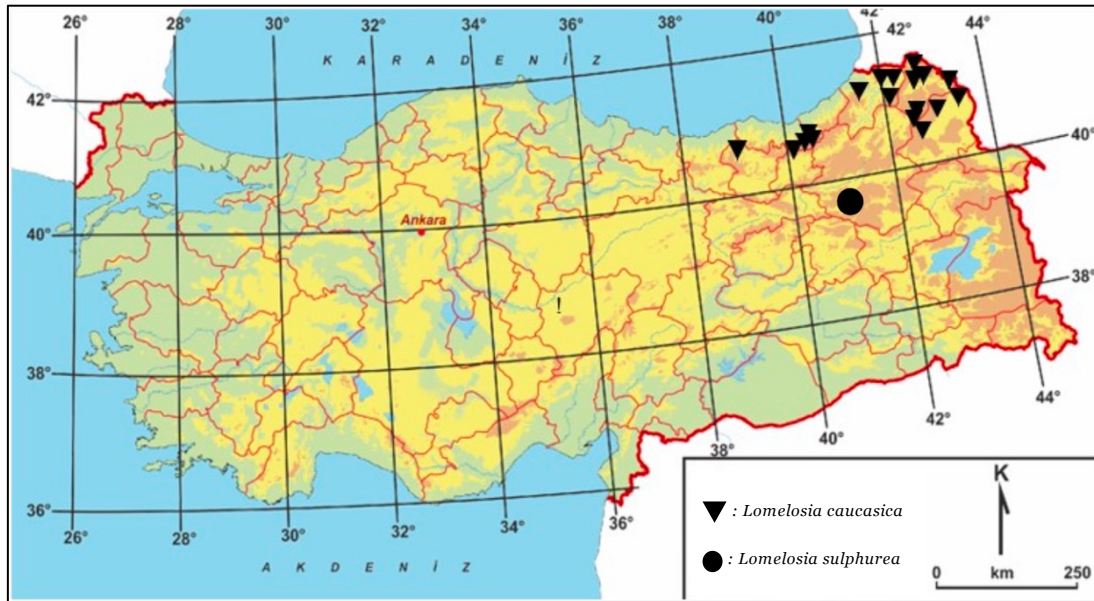 26° 28° 30° 32° 34° 36° 38° 40° 42° 44°
K A R A D E N İ Z
42°
40°
38°
36°
40°
38°
Ankara
!
26° 28° 30° 32° 34° 36° 38° 40° 42° 44°
A K D E N İ Z
: Lomelosia caucasica
: Lomelosia sulphurea
K
0 km 250